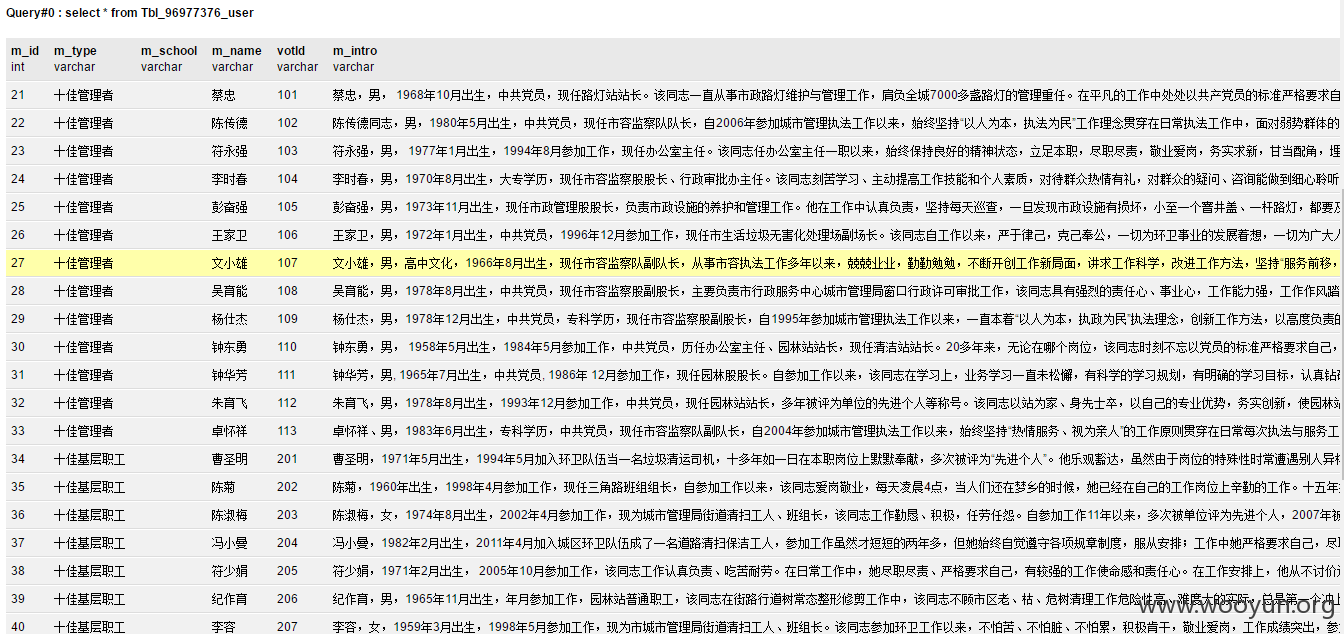 Query#0 : select * from Tbl_96977376_user
m_id m_type m_school m_name votId m_intro
int varchar varchar varchar varchar varchar
21 十佳管理者 蔡忠 101 蔡忠，男， 1968年10月出生，中共党员，现任路灯站站长。该同志一直从事市政路灯维护与管理工作，肩负全城7000多盏路灯的管理重任。在平凡的工作中处处以共产党员的标准严格要求自
22 十佳管理者 陈传德 102 陈传德同志，男，1980年5月出生，中共党员，现任市容监察队队长，自2006年参加城市管理执法工作以来，始终坚持“以人为本，执法为民”工作理念贯穿在日常执法工作中，面对弱势群体的
23 十佳管理者 符永强 103 符永强，男， 1977年1月出生，1994年8月参加工作，现任办公室主任。该同志任办公室主任一职以来，始终保持良好的精神状态，立足本职，尽职尽责，敬业爱岗，务实求新，甘当配角，埋
24 十佳管理者 李时春 104 李时春，男，1970年8月出生，大专学历，现任市容监察股股长、行政审批办主任。该同志刻苦学习、主动提高工作技能和个人素质，对待群众热情有礼，对群众的疑问、咨询能做到细心聆听
25 十佳管理者 彭奋强 105 彭奋强，男，1973年11月出生，现任市政管理股股长，负责市政设施的养护和管理工作。他在工作中认真负责，坚持每天巡查，一旦发现市政设施有损坏，小至一个窨井盖、一杆路灯，都要及
26 十佳管理者 王家卫 106 王家卫，男，1972年1月出生，中共党员，1996年12月参加工作，现任市生活垃圾无害化处理场副场长。该同志自工作以来，严于律己，克己奉公，一切为环卫事业的发展着想，一切为广大人
27 十佳管理者 文小雄 107 文小雄，男，高中文化，1966年8月出生，现任市容监察队副队长，从事市容执法工作多年以来，兢兢业业，勤勤勉勉，不断开创工作新局面，讲求工作科学，改进工作方法，坚持“服务前移，
28 十佳管理者 吴育能 108 吴育能，男，1978年8月出生，中共党员，现任市容监察股副股长，主要负责市行政服务中心城市管理局窗口行政许可审批工作，该同志具有强烈的责任心、事业心，工作能力强，工作作风踏
29 十佳管理者 杨仕杰 109 杨仕杰，男，1978年12月出生，中共党员，专科学历，现任市容监察股副股长，自1995年参加城市管理执法工作以来，一直本着“以人为本，执政为民”执法理念，创新工作方法，以高度负责的
30 十佳管理者 钟东勇 110 钟东勇，男， 1958年5月出生，1984年5月参加工作，中共党员，历任办公室主任、园林站站长，现任清洁站站长。20多年来，无论在哪个岗位，该同志时刻不忘以党员的标准严格要求自己，
31 十佳管理者 钟华芳 111 钟华芳，男, 1965年7月出生，中共党员, 1986年 12月参加工作，现任园林股股长。自参加工作以来，该同志在学习上，业务学习一直未松懈，有科学的学习规划，有明确的学习目标，认真钻研
32 十佳管理者 朱育飞 112 朱育飞，男，1978年8月出生，1993年12月参加工作，中共党员，现任园林站站长，多年被评为单位的先进个人等称号。该同志以站为家、身先士卒，以自己的专业优势，务实创新，使园林站
33 十佳管理者 卓怀祥 113 卓怀祥、男，1983年6月出生，专科学历，中共党员，现任市容监察队副队长，自2004年参加城市管理执法工作以来，始终坚持“热情服务、视为亲人”的工作原则贯穿在日常每次执法与服务工
34 十佳基层职工 曹圣明 201 曹圣明，1971年5月出生，1994年5月加入环卫队伍当一名垃圾清运司机，十多年如一日在本职岗位上默默奉献，多次被评为“先进个人”。他乐观豁达，虽然由于岗位的特殊性时常遭遇别人异样
35 十佳基层职工 陈菊 202 陈菊，1960年出生，1998年4月参加工作，现任三角路班组组长，自参加工作以来，该同志爱岗敬业，每天凌晨4点，当人们还在梦乡的时候，她已经在自己的工作岗位上辛勤的工作。十五年
36 十佳基层职工 陈淑梅 203 陈淑梅，女，1974年8月出生，2002年4月参加工作，现为城市管理局街道清扫工人、班组长，该同志工作勤恳、积极，任劳任怨。自参加工作11年以来，多次被单位评为先进个人，2007年被
37 十佳基层职工 冯小曼 204 冯小曼，1982年2月出生，2011年4月加入城区环卫队伍成了一名道路清扫保洁工人，参加工作虽然才短短的两年多，但她始终自觉遵守各项规章制度，服从安排；工作中她严格要求自己，尽
38 十佳基层职工 符少娟 205 符少娟，1971年2月出生， 2005年10月参加工作，该同志工作认真负责、吃苦耐劳。在日常工作中，她尽职尽责、严格要求自己，有较强的工作使命感和责任心。在工作安排上，他从不讨价
39 十佳基层职工 纪作育 206 纪作育，男，1965年11月出生，年月参加工作，园林站普通职工，该同志在街路行道树常态整形修剪工作中，该同志不顾市区老、枯、危树清理工作危险性高、难度大的实际，总是第一个冲上
40 十佳基层职工 李容 207 李容，女，1959年3月出生，1998年5月参加工作，现为市城市管理局街道清扫工人、班组长。该同志参加环卫工作以来，不怕苦、不怕脏、不怕累，积极肯干，敬业爱岗，工作成绩突出，参
www.wooyun.org